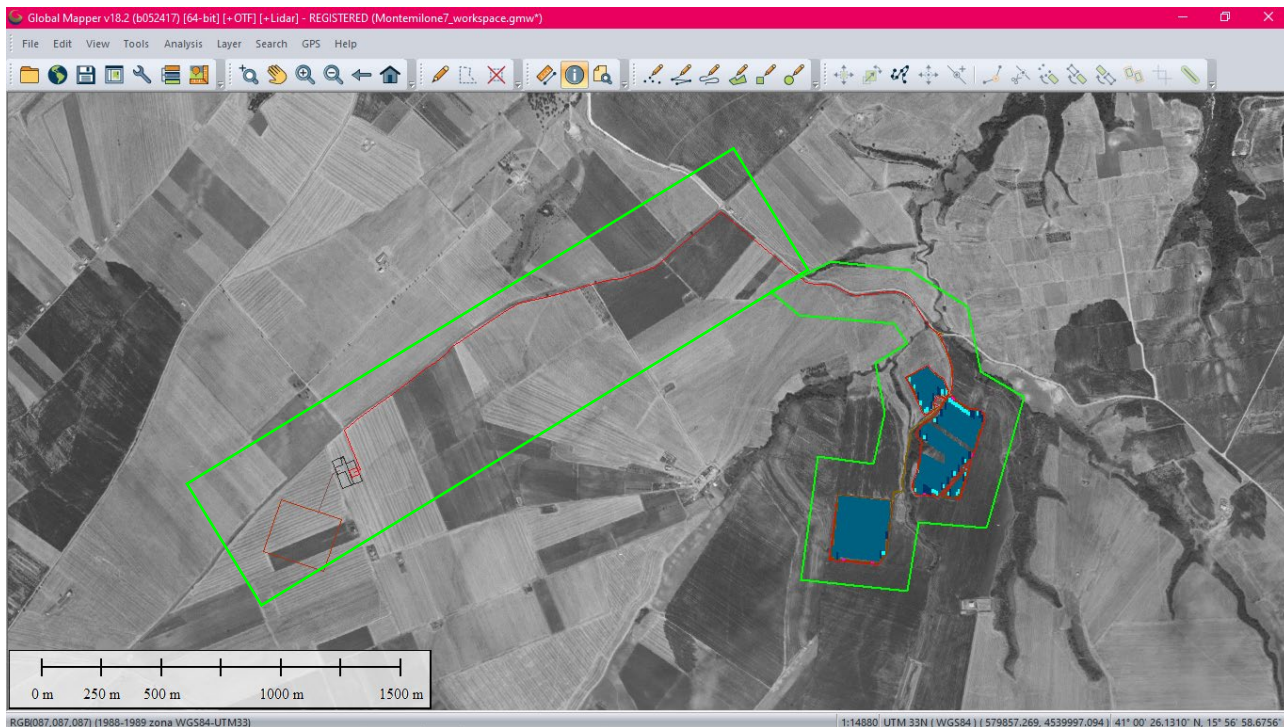 Global Mapper v18.2 (b052417) [64-bit] [+OTF] [+Lidar] - REGISTERED (Montemilone7_workspace.gmw*)
File Edit View Tools Analysis Layer Search GPS Help
0 m 250 m 500 m 1000 m 1500 m
RGB(087,087,087) (1988-1989 zona WGS84-UTM33)
1:14880 UTM 33N ( WGS84 ) ( 579857.269, 4539997.094 ) 41° 00' 26.1310" N, 15° 56' 58.6756"